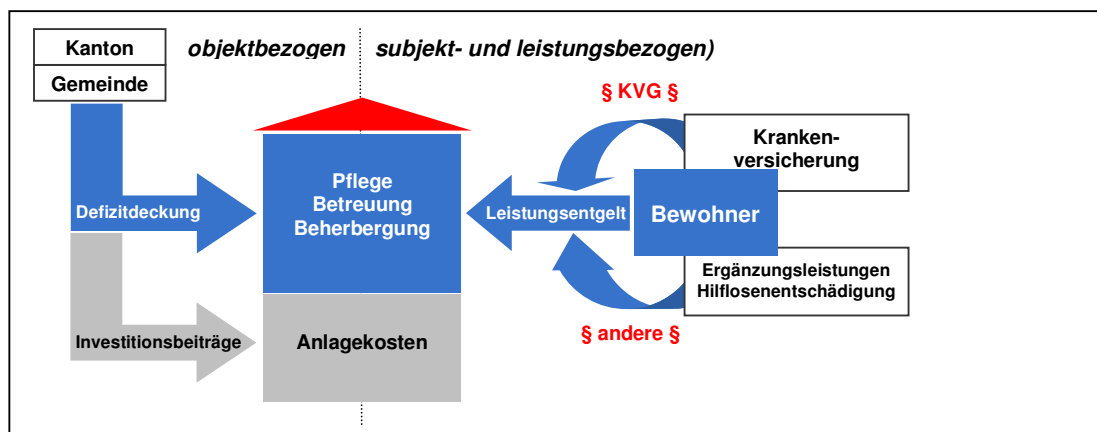 Kanton
Gemeinde
objektbezogen
subjekt- und leistungsbezogen)
§ KVG §
Kranken-
versicherung
Pflege
Betreuung
Beherbergung
Defizitdeckung
Leistungsentgelt
Bewohner
Ergänzungsleistungen
Hilflosenentschädigung
§ andere §
Investitionsbeiträge
Anlagekosten